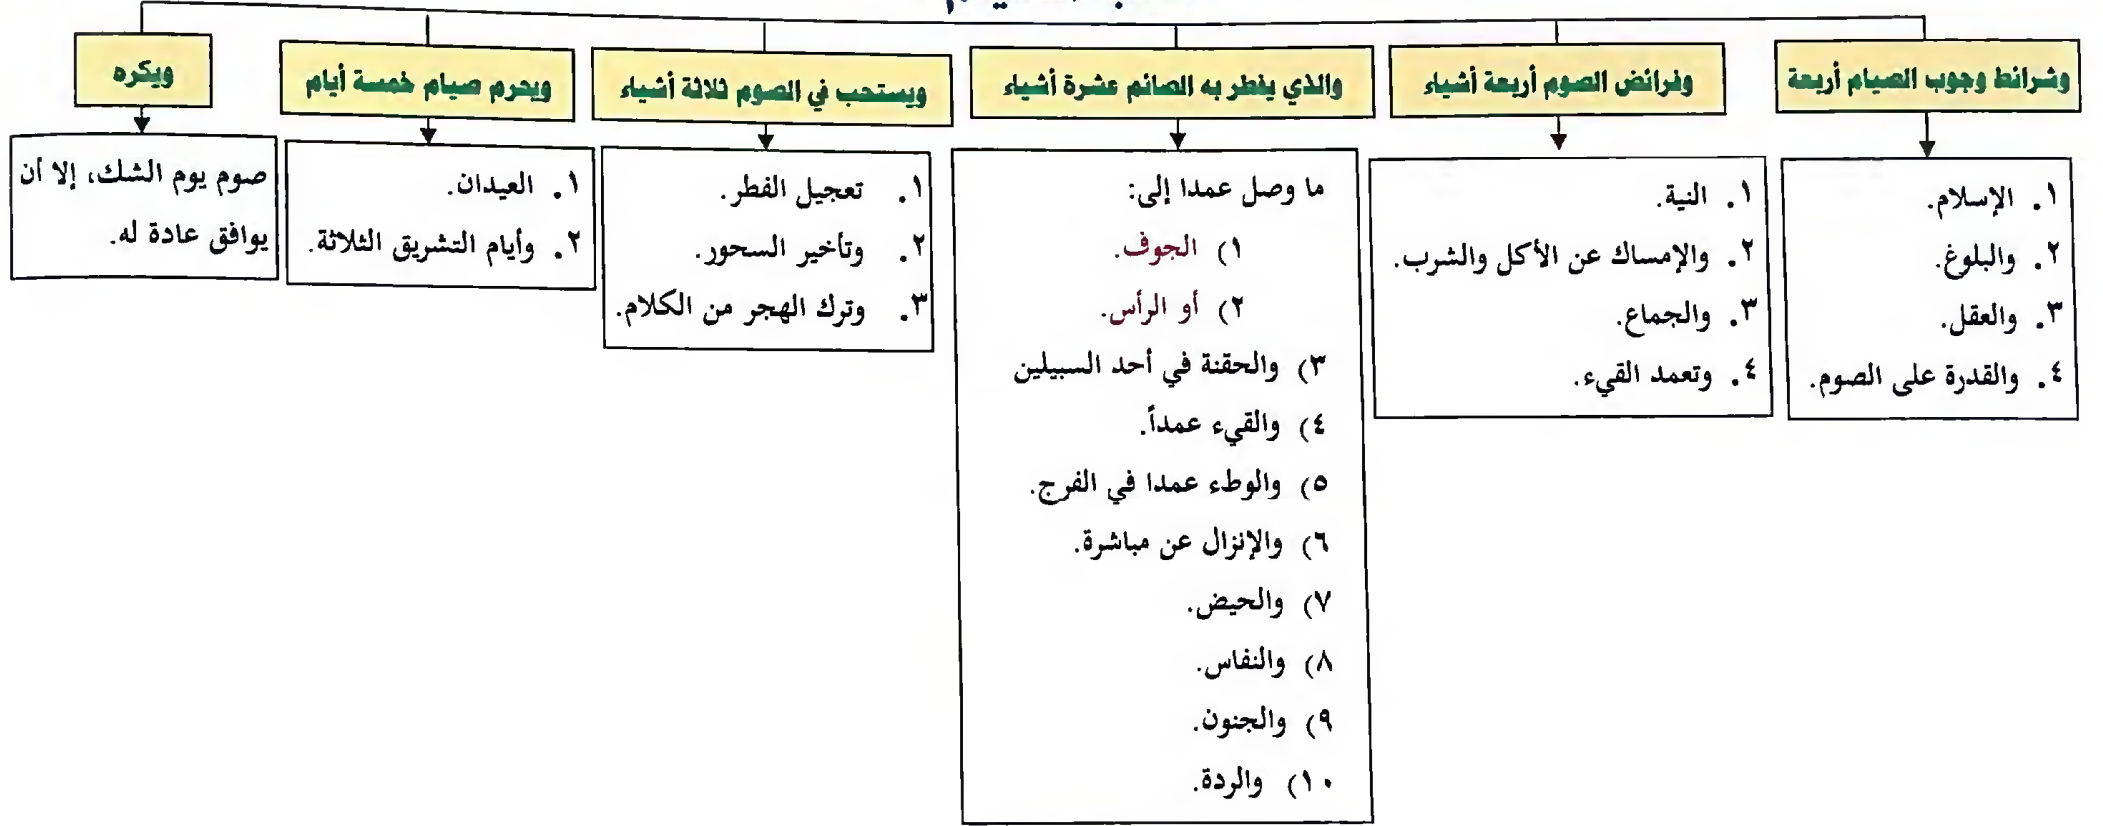 وشرائط وجوب الصيام أربعة
١. الإسلام.
٢. والبلوغ.
٣. والعقل.
٤. والقدرة على الصوم.
وفرائض الصوم أربعة أشياء
١. النية.
٢. والإمساك عن الأكل والشرب.
٣. والجماع.
٤. وتعمد القيء.
والذي يفطر به الصائم عشرة أشياء
ما وصل عمدا إلى:
١) الجوف.
٢) أو الرأس.
٣) والحقنة في أحد السبيلين
٤) والقيء عمداً.
٥) والوطء عمدا في الفرج.
٦) والإنزال عن مباشرة.
٧) والحيض.
٨) والنفاس.
٩) والجنون.
١٠) والردة.
ويستحب في الصوم ثلاثة أشياء
١. تعجيل الفطر.
٢. وتأخير السحور.
٣. وترك الهجر من الكلام.
ويحرم صيام خمسة أيام
١. العيدان.
٢. وأيام التشريق الثلاثة.
ويكره
صوم يوم الشك، إلا أن
يوافق عادة له.